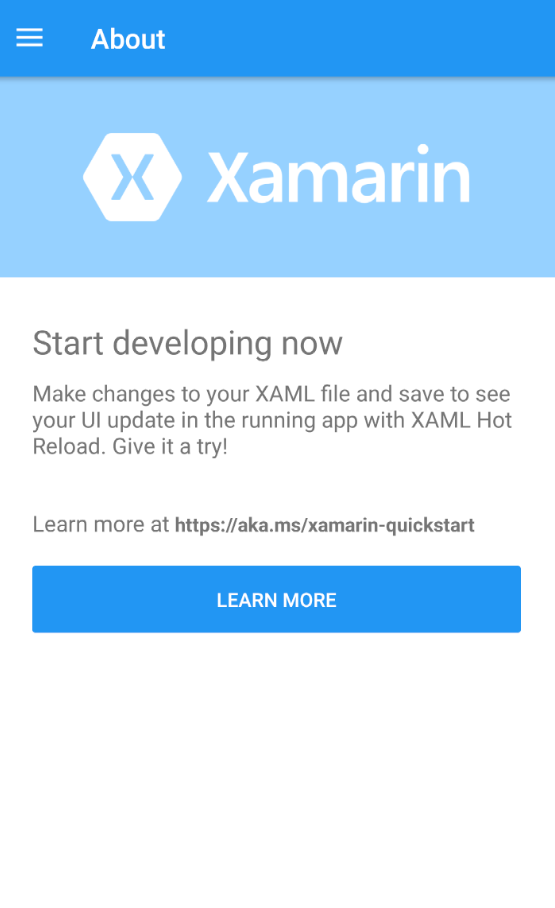 About
Xamarin
Start developing now
Make changes to your XAML file and save to see
your UI update in the running app with XAML Hot
Reload. Give it a try!
Learn more at https://aka.ms/xamarin-quickstart
LEARN MORE